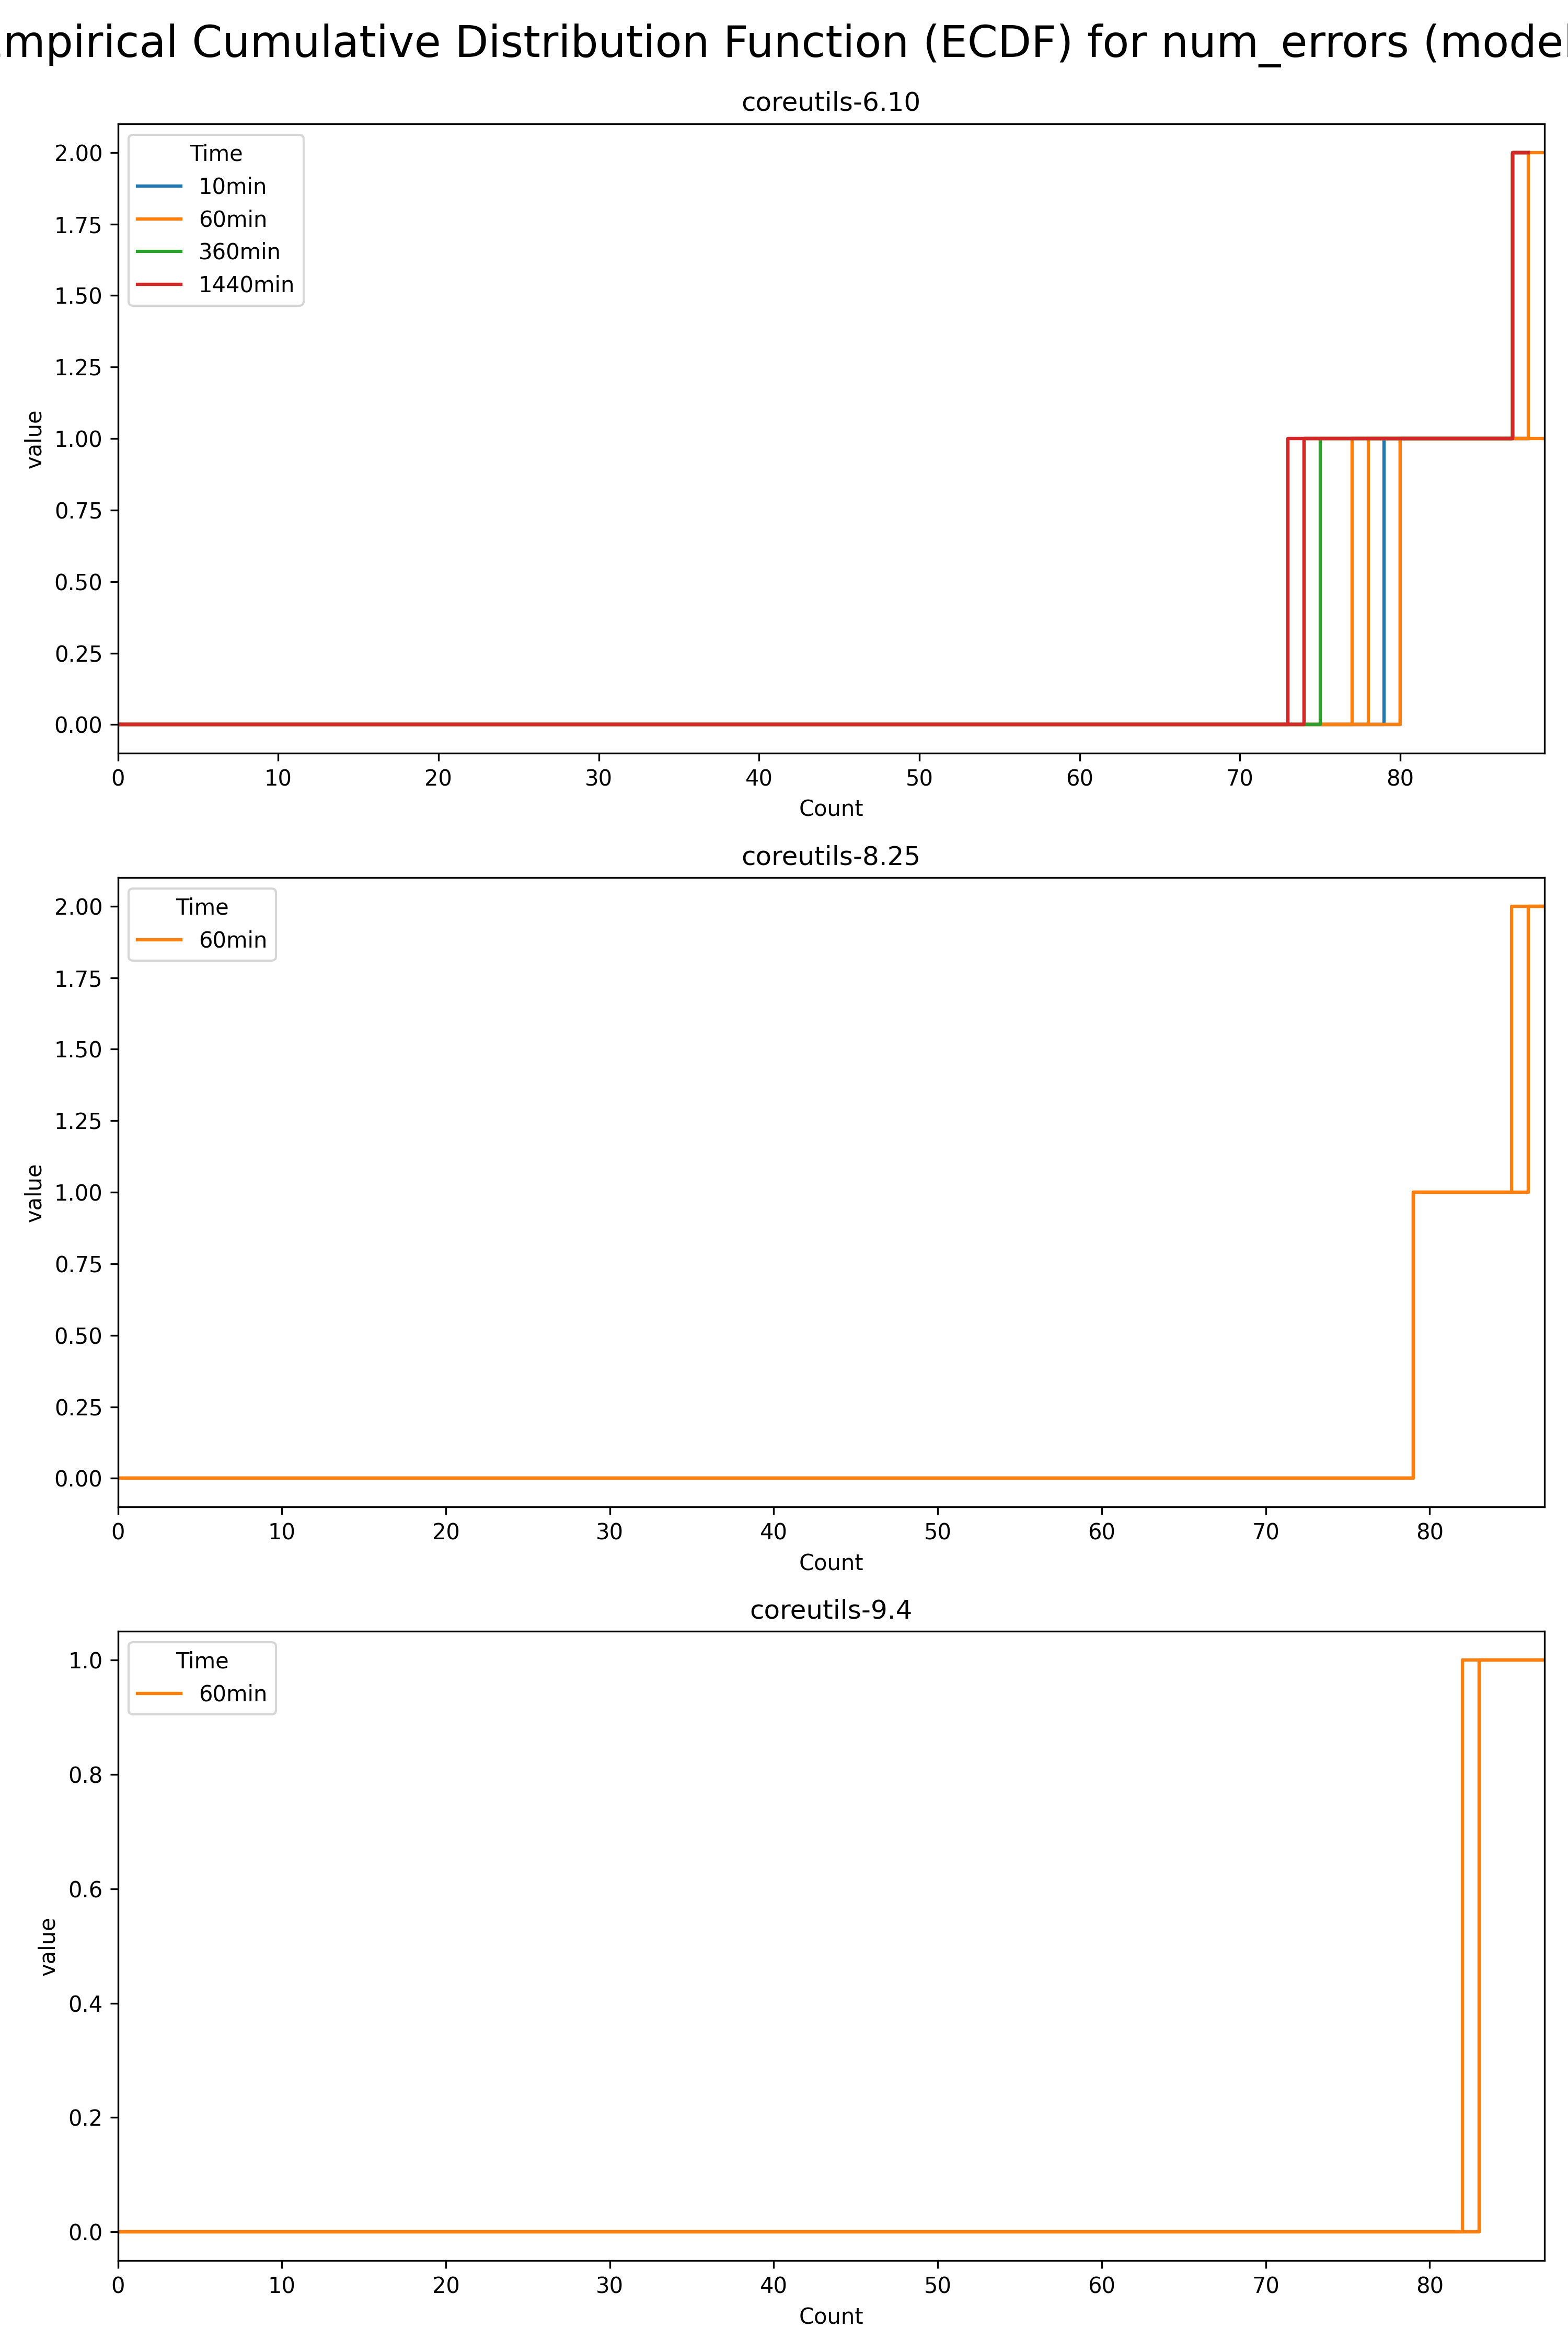 mpirical Cumulative Distribution Function (ECDF) for num_errors (model
coreutils-6.10
Time
10min
60min
360min
1440min
2.00
1.75
1.50
1.25
1.00
0.75
0.50
0.25
0.00
value
0 10 20 30 40 50 60 70 80
Count
coreutils-8.25
Time
60min
2.00
1.75
1.50
1.25
1.00
0.75
0.50
0.25
0.00
value
0 10 20 30 40 50 60 70 80
Count
coreutils-9.4
Time
60min
1.0
0.8
0.6
0.4
0.2
0.0
value
0 10 20 30 40 50 60 70 80
Count